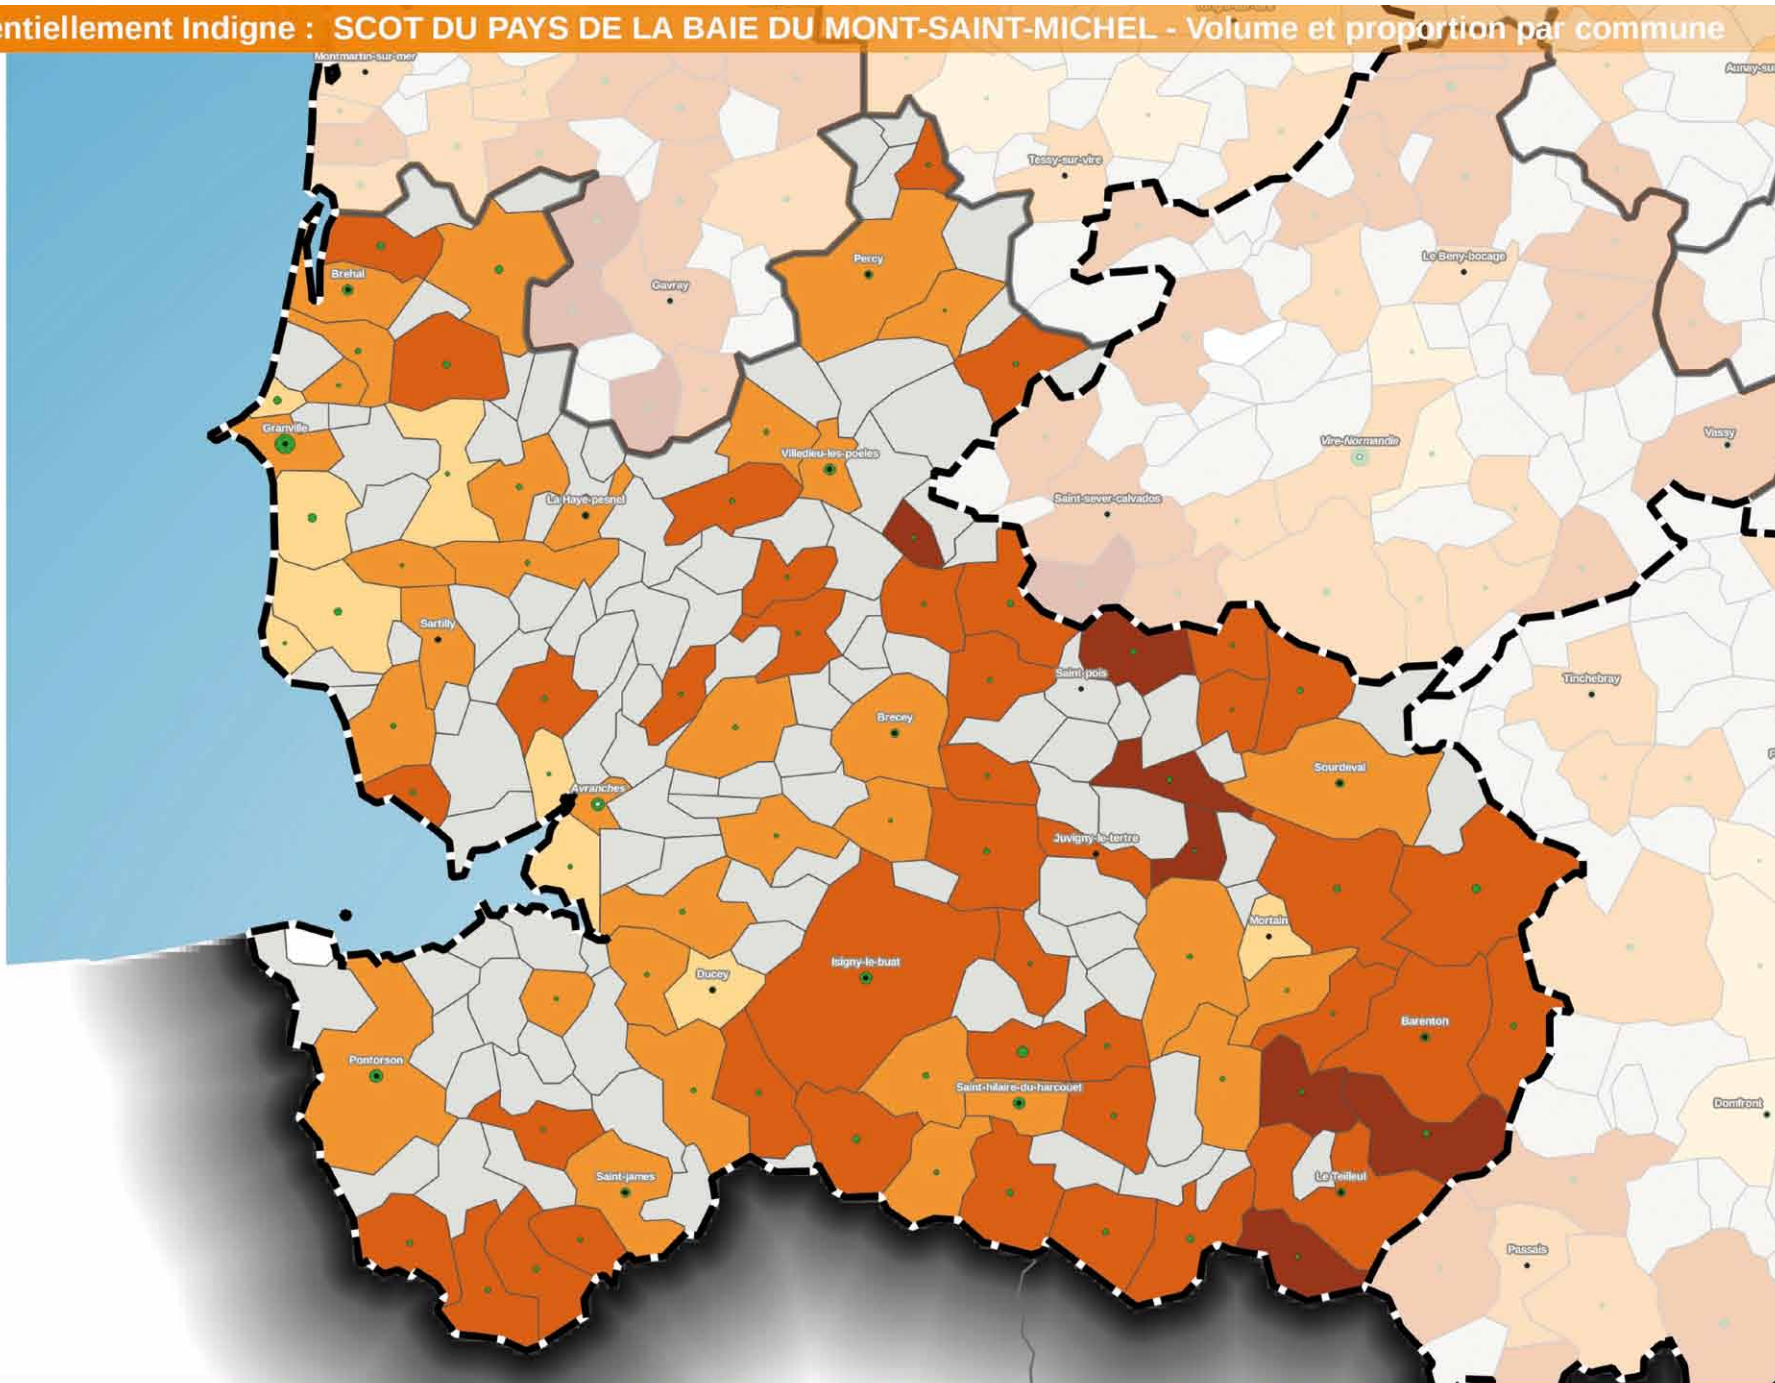 entiellement Indigne : SCOT DU PAYS DE LA BAIE DU MONT-SAINT-MICHEL - Volume et proportion par commune
Montmartin-sur-mer
Aunay-su
Tessy-sur-vire
Brehal
Percy
Le Beny-bocage
Gavray
Granville
Villedieu-les-poeles
Vire-Normandie
Vassy
La Haye-pesnel
Saint-sever-calvados
Sartilly
Saint-pois
Tinchebray
Brecey
Sourdeval
Avranches
Juvigny-le-tertre
Mortain
Isigny-le-buat
Ducey
Barenton
Pontorson
Saint-hilaire-du-harcouet
Domfront
Saint-james
Le Teilleul
Passais